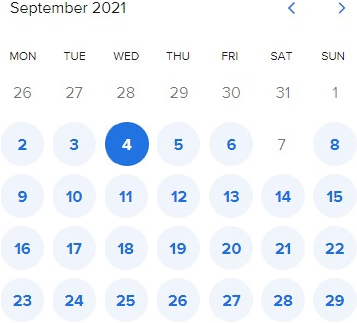 September 2021
MON TUE WED THU FRI SAT SUN
26 27 28 29 30 31 1
2 3 4 5 6 7 8
9 10 11 12 13 14 15
16 17 18 19 20 21 22
23 24 25 26 27 28 29